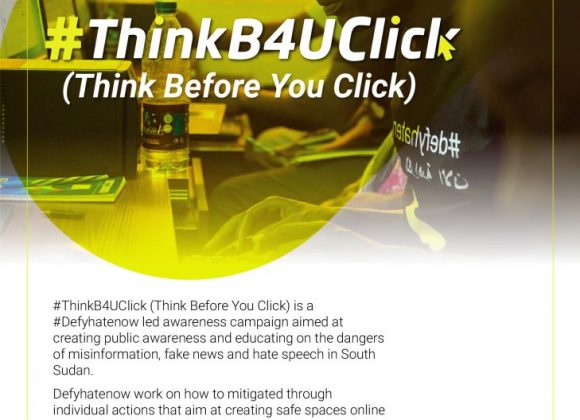 #ThinkB4UClick
(Think Before You Click)
#defyhaten
#ThinkB4UClick (Think Before You Click) is a
#Defyhatenow led awareness campaign aimed at
creating public awareness and educating on the dangers
of misinformation, fake news and hate speech in South
Sudan.
Defyhatenow work on how to mitigated through
individual actions that aim at creating safe spaces online